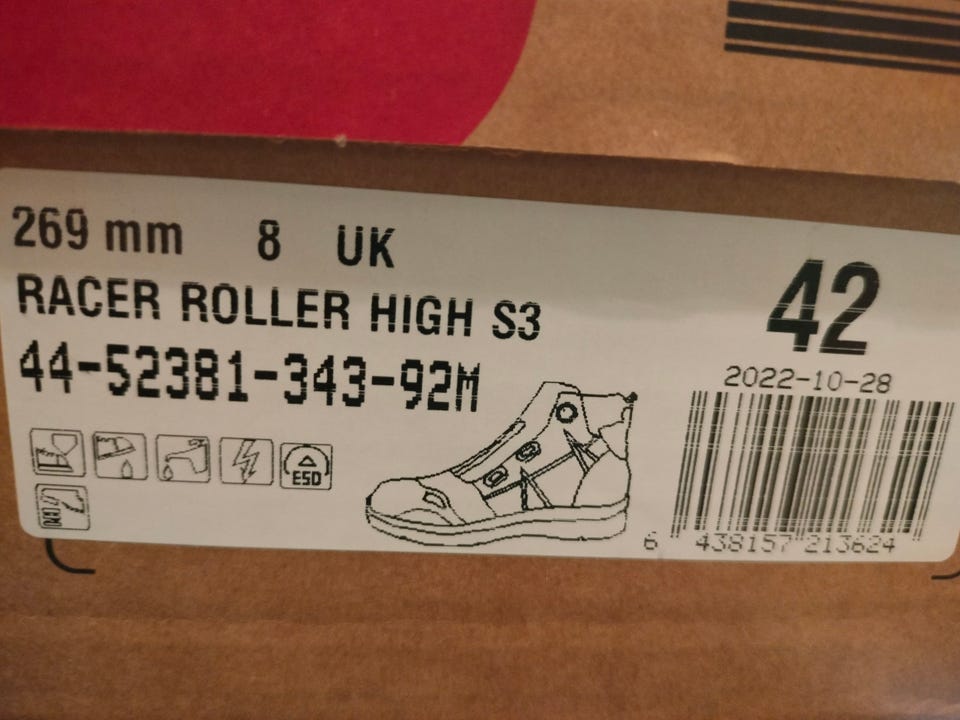 269 mm 8 UK
RACER ROLLER HIGH S3
44-52381-343-92M
ESD
42
2022-10-28
6 438157 213624